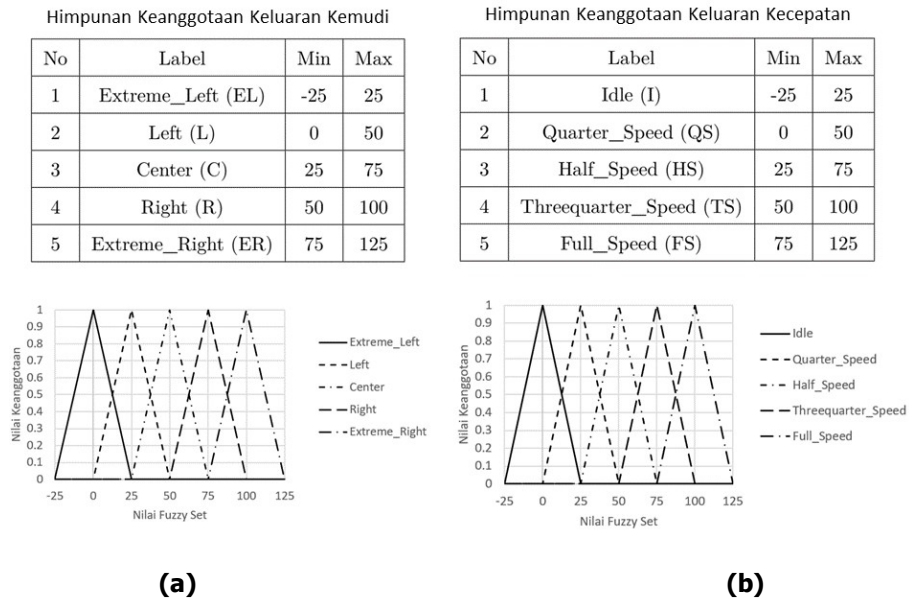 Himpunan Keanggotaan Keluaran Kemudi
No Label Min Max
1 Extreme_Left (EL) -25 25
2 Left (L) 0 50
3 Center (C) 25 75
4 Right (R) 50 100
5 Extreme_Right (ER) 75 125
Nilai Keanggotaan
1
0.9
0.8
0.7
0.6
0.5
0.4
0.3
0.2
0.1
0
-25 0 25 50 75 100 125
Nilai Fuzzy Set
Extreme_Left
Left
Center
Right
Extreme_Right
(a)
Himpunan Keanggotaan Keluaran Kecepatan
No Label Min Max
1 Idle (I) -25 25
2 Quarter_Speed (QS) 0 50
3 Half_Speed (HS) 25 75
4 Threequarter_Speed (TS) 50 100
5 Full_Speed (FS) 75 125
Nilai Keanggotaan
1
0.9
0.8
0.7
0.6
0.5
0.4
0.3
0.2
0.1
0
-25 0 25 50 75 100 125
Nilai Fuzzy Set
Idle
Quarter_Speed
Half_Speed
Threequarter_Speed
Full_Speed
(b)